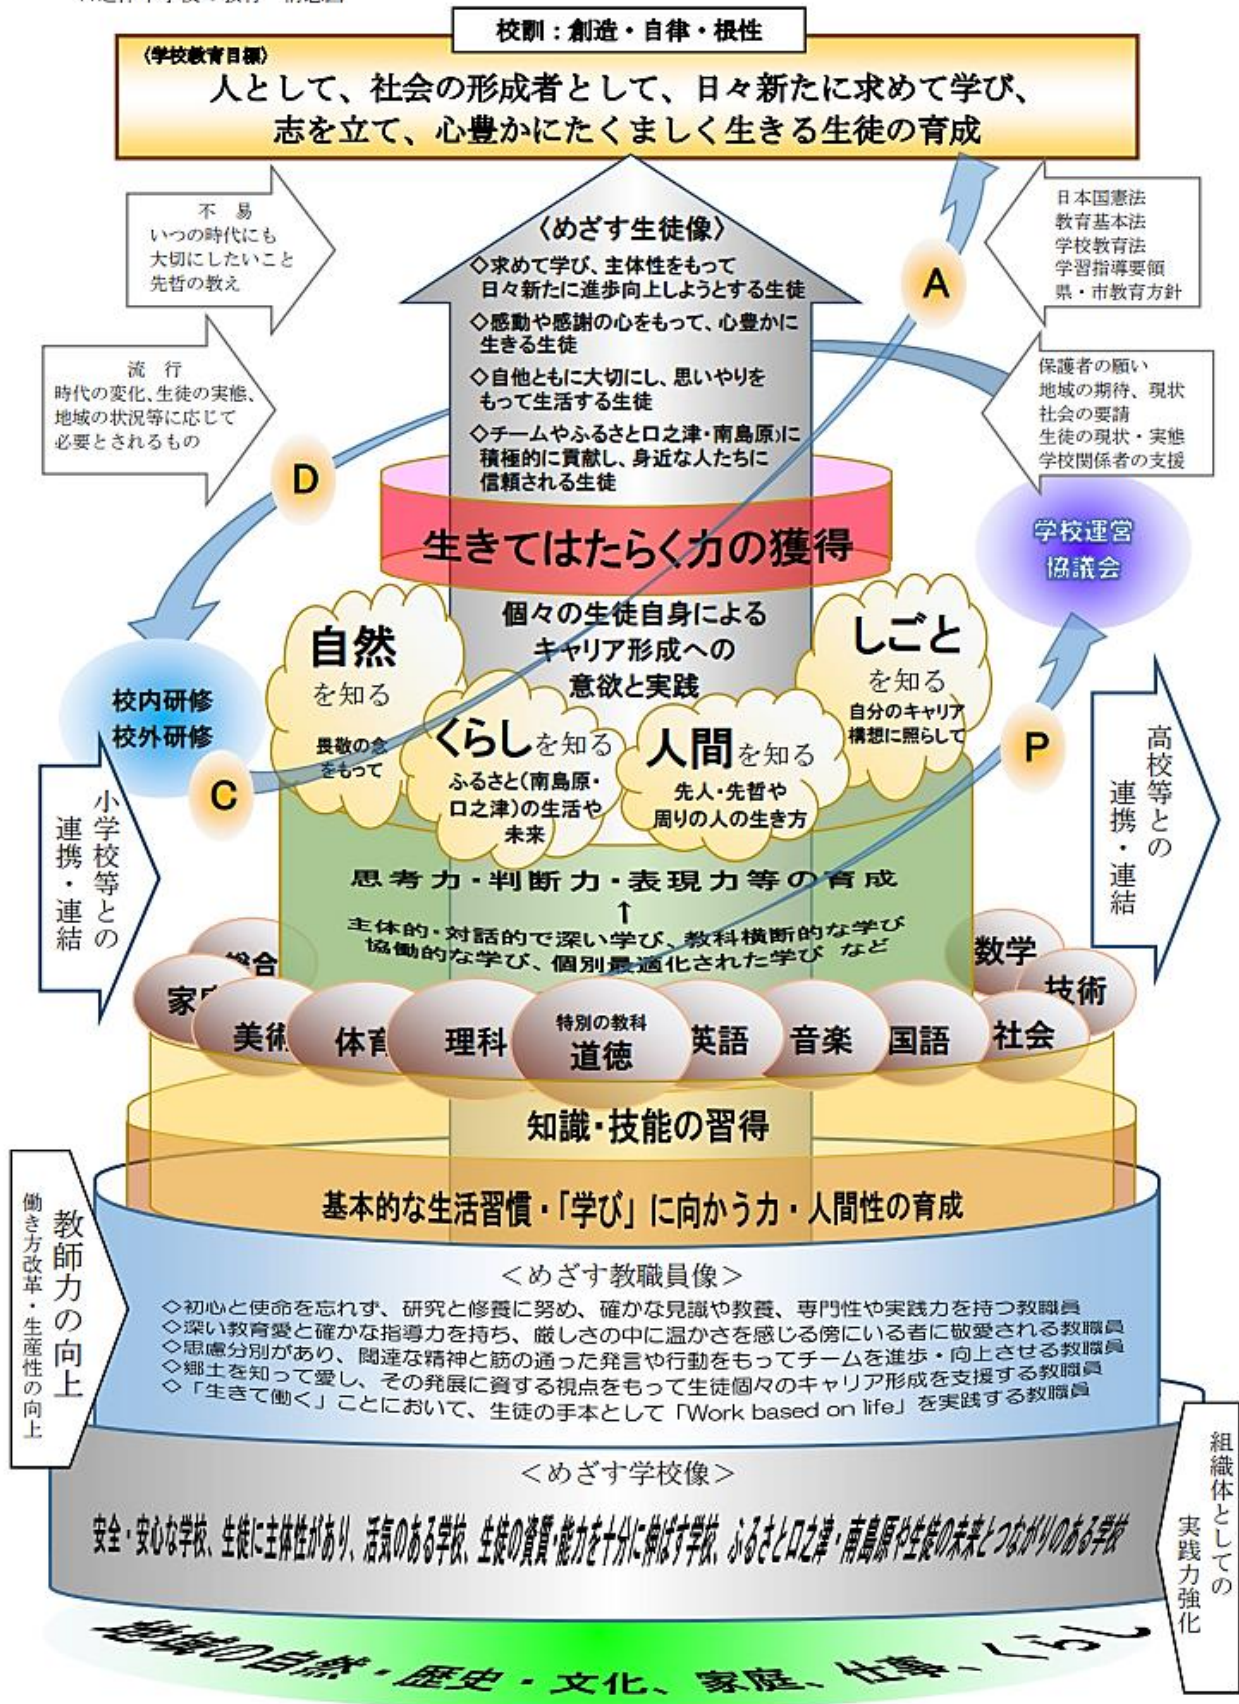 校訓：創造・自律・根性
〈学校教育目標〉
人として、社会の形成者として、日々新たに求めて学び、
志を立て、心豊かにたくましく生きる生徒の育成
不　易
いつの時代にも
大切にしたいこと
先哲の教え
流　行
時代の変化、生徒の実態、
地域の状況等に応じて
必要とされるもの
日本国憲法
教育基本法
学校教育法
学習指導要領
県・市教育方針
保護者の願い
地域の期待、現状
社会の要請
生徒の現状・実態
学校関係者の支援
〈めざす生徒像〉
◇求めて学び、主体性をもって
日々新たに進歩向上しようとする生徒
◇感動や感謝の心をもって、心豊かに
生きる生徒
◇自他ともに大切にし、思いやりを
もって生活する生徒
◇チームやふるさと口之津・南島原)に
積極的に貢献し、身近な人たちに
信頼される生徒
A
D
生きてはたらく力の獲得
学校運営
協議会
個々の生徒自身による
キャリア形成への
意欲と実践
自然
を知る
畏敬の念
をもって
くらしを知る
ふるさと(南島原・
口之津)の生活や
未来
人間を知る
先人・先哲や
周りの人の生き方
しごと
を知る
自分のキャリア
構想に照らして
校内研修
校外研修
C
P
小学校等との
連携・連結
高校等との
連携・連結
思考力・判断力・表現力等の育成
↑
主体的・対話的で深い学び、教科横断的な学び
協働的な学び、個別最適化された学び など
総合
家庭
美術
体育
理科
特別の教科
道徳
英語
音楽
国語
社会
技術
数学
知識・技能の習得
基本的な生活習慣・「学び」に向かう力・人間性の育成
教師力の向上
働き方改革・生産性の向上
＜めざす教職員像＞
◇初心と使命を忘れず、研究と修養に努め、確かな見識や教養、専門性や実践力を持つ教職員
◇深い教育愛と確かな指導力を持ち、厳しさの中に温かさを感じる傍にいる者に敬愛される教職員
◇思慮分別があり、闊達な精神と筋の通った発言や行動をもってチームを進歩・向上させる教職員
◇郷土を知って愛し、その発展に資する視点をもって生徒個々のキャリア形成を支援する教職員
◇「生きて働く」ことにおいて、生徒の手本として「Work based on life」を実践する教職員
＜めざす学校像＞
安全・安心な学校、生徒に主体性があり、活気のある学校、生徒の資質・能力を十分に伸ばす学校、ふるさと口之津・南島原や生徒の未来とつながりのある学校
組織体としての
実践力強化
地域の自然・歴史・文化、家庭、仕事、くらし